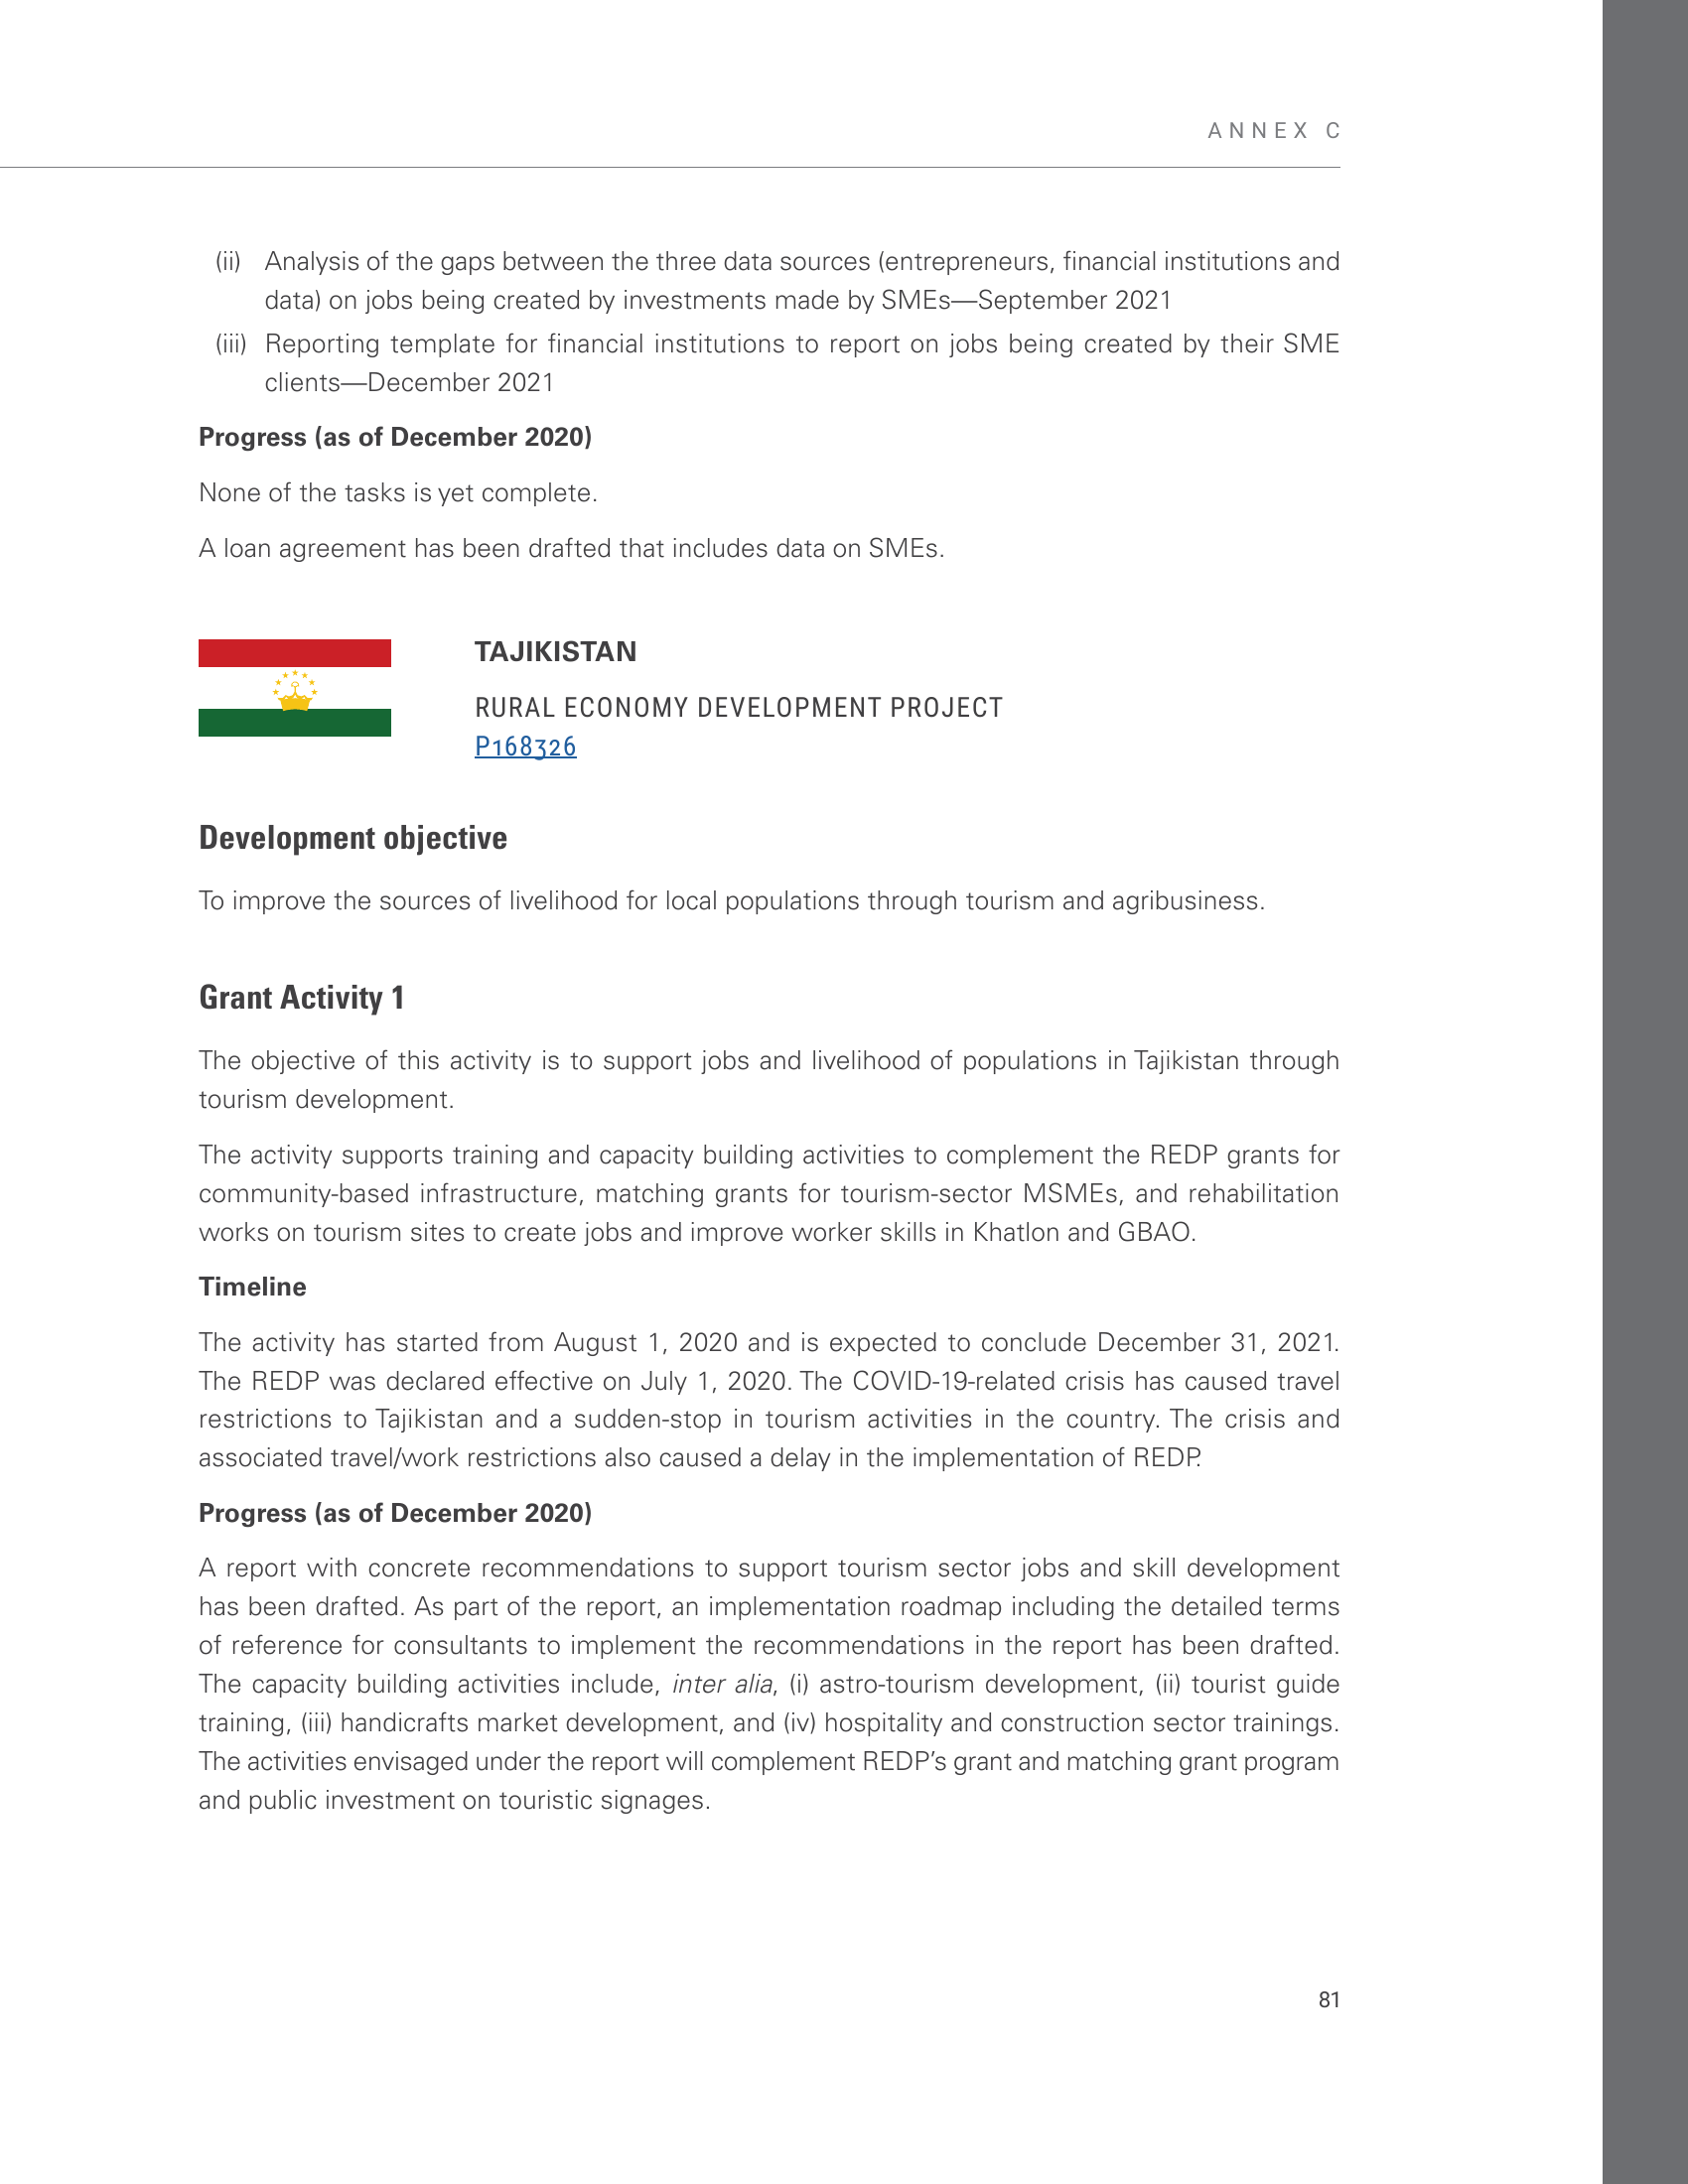 ANNEX C
(ii) Analysis of the gaps between the three data sources (entrepreneurs, financial institutions and
data) on jobs being created by investments made by SMEs—September 2021
(iii) Reporting template for financial institutions to report on jobs being created by their SME
clients—December 2021
Progress (as of December 2020)
None of the tasks is yet complete.
A loan agreement has been drafted that includes data on SMEs.
TAJIKISTAN
RURAL ECONOMY DEVELOPMENT PROJECT
P168326
Development objective
To improve the sources of livelihood for local populations through tourism and agribusiness.
Grant Activity 1
The objective of this activity is to support jobs and livelihood of populations in Tajikistan through
tourism development.
The activity supports training and capacity building activities to complement the REDP grants for
community-based infrastructure, matching grants for tourism-sector MSMEs, and rehabilitation
works on tourism sites to create jobs and improve worker skills in Khatlon and GBAO.
Timeline
The activity has started from August 1, 2020 and is expected to conclude December 31, 2021.
The REDP was declared effective on July 1, 2020. The COVID-19-related crisis has caused travel
restrictions to Tajikistan and a sudden-stop in tourism activities in the country. The crisis and
associated travel/work restrictions also caused a delay in the implementation of REDP.
Progress (as of December 2020)
A report with concrete recommendations to support tourism sector jobs and skill development
has been drafted. As part of the report, an implementation roadmap including the detailed terms
of reference for consultants to implement the recommendations in the report has been drafted.
The capacity building activities include, inter alia, (i) astro-tourism development, (ii) tourist guide
training, (iii) handicrafts market development, and (iv) hospitality and construction sector trainings.
The activities envisaged under the report will complement REDP’s grant and matching grant program
and public investment on touristic signages.
81